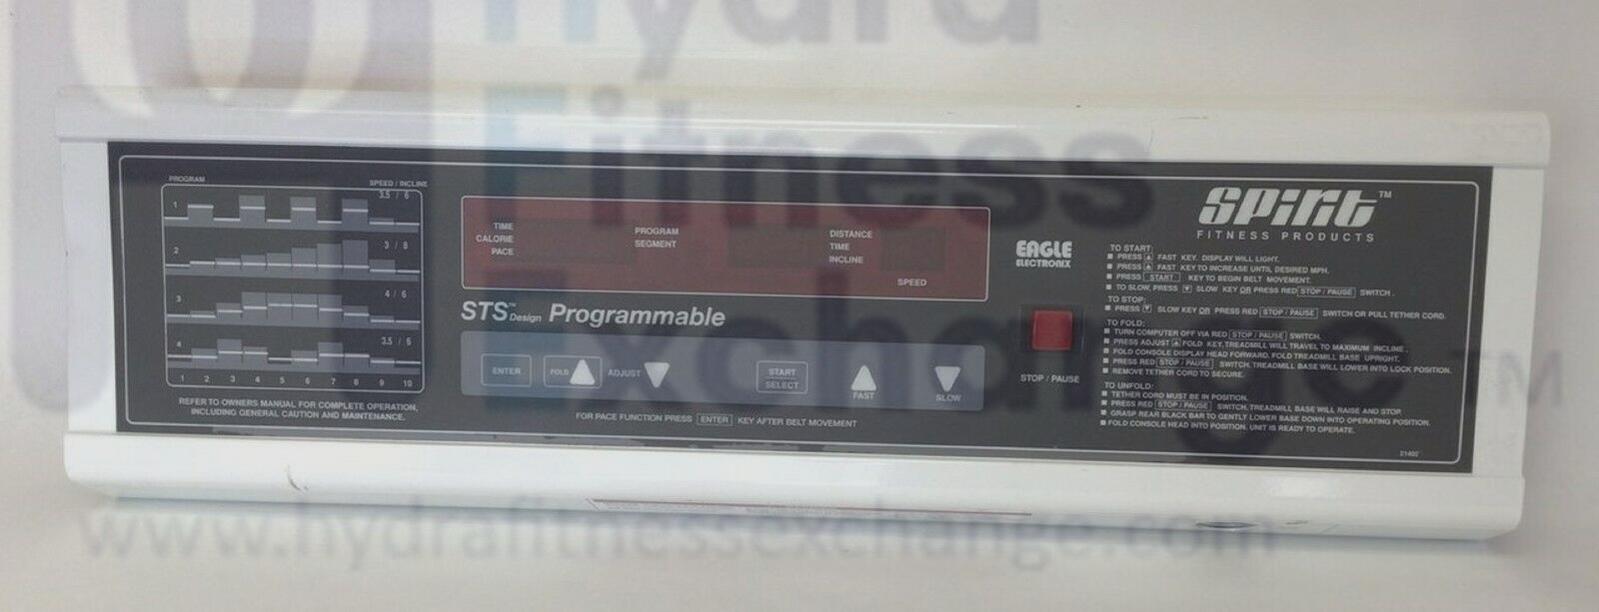 Hydra
Fitness
Exchange TM
PROGRAM
SPEED / INCLINE
1
3.5 / 6
2
3 / 8
3
4 / 6
4
3.5 / 6
1 2 3 4 5 6 7 8 9 10
REFER TO OWNERS MANUAL FOR COMPLETE OPERATION,
INCLUDING GENERAL CAUTION AND MAINTENANCE.
TIME
CALORIE
PACE
PROGRAM
SEGMENT
DISTANCE
TIME
INCLINE
SPEED
STS™ Design Programmable
ENTER
FOLD ▲ ADJUST ▼
START
SELECT
▲
FAST
▼
SLOW
FOR PACE FUNCTION PRESS ENTER KEY AFTER BELT MOVEMENT
EAGLE
ELECTRONIX
STOP / PAUSE
SPIRIT™
FITNESS PRODUCTS
TO START:
■ PRESS ▲ FAST KEY. DISPLAY WILL LIGHT.
■ PRESS ▲ FAST KEY TO INCREASE UNTIL DESIRED MPH.
■ PRESS START KEY TO BEGIN BELT MOVEMENT.
■ TO SLOW, PRESS ▼ SLOW KEY OR PRESS RED STOP / PAUSE SWITCH.
TO STOP:
■ PRESS ▼ SLOW KEY OR PRESS RED STOP / PAUSE SWITCH OR PULL TETHER CORD.
TO FOLD:
■ TURN COMPUTER OFF VIA RED STOP / PAUSE SWITCH.
■ PRESS ADJUST ▲ FOLD KEY, TREADMILL WILL TRAVEL TO MAXIMUM INCLINE.
■ FOLD CONSOLE DISPLAY HEAD FORWARD. FOLD TREADMILL BASE UPRIGHT.
■ PRESS RED STOP / PAUSE SWITCH. TREADMILL BASE WILL LOWER INTO LOCK POSITION.
■ REMOVE TETHER CORD TO SECURE.
TO UNFOLD:
■ TETHER CORD MUST BE IN POSITION.
■ PRESS RED STOP / PAUSE SWITCH, TREADMILL BASE WILL RAISE AND STOP.
■ GRASP REAR BLACK BAR TO GENTLY LOWER BASE DOWN INTO OPERATING POSITION.
■ FOLD CONSOLE HEAD INTO POSITION. UNIT IS READY TO OPERATE.
www.hydrafitnessexchange.com